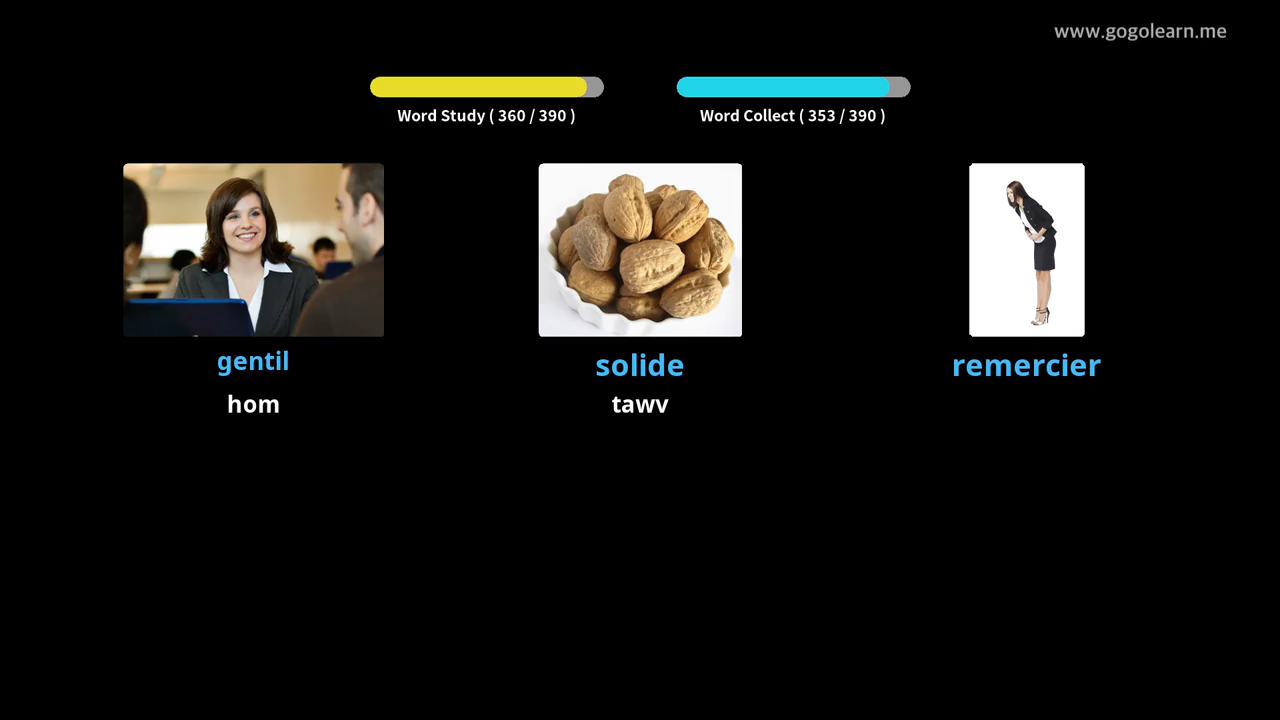 www.gogolearn.me
Word Study ( 360 / 390 )
Word Collect ( 353 / 390 )
gentil
solide
remercier
hom
tawv